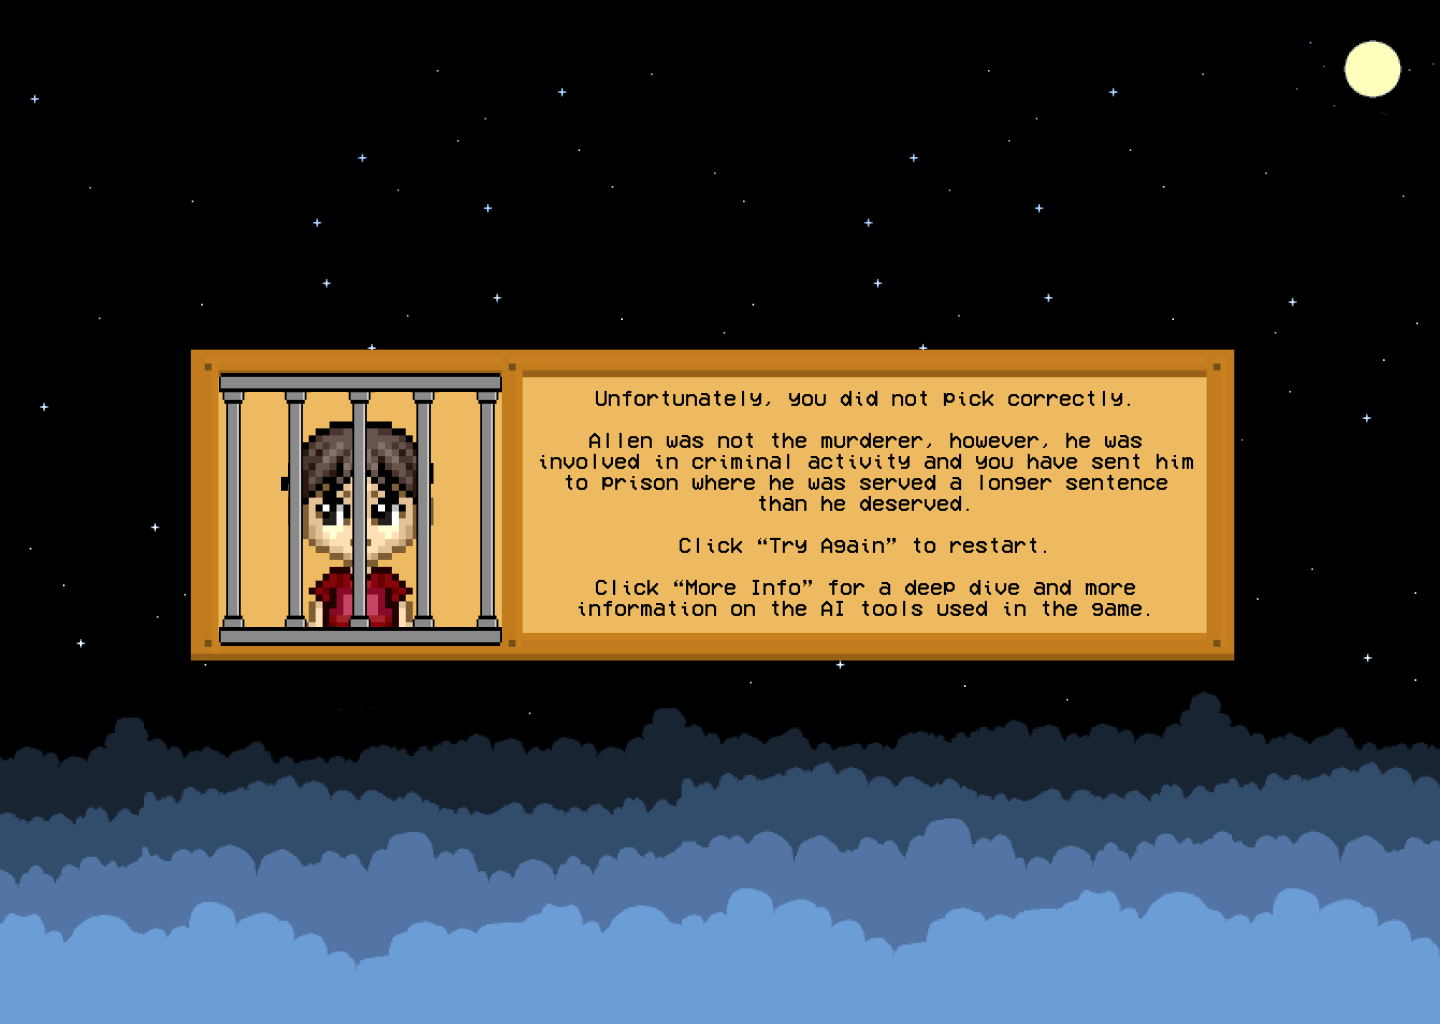 Unfortunately, you did not pick correctly.
Allen was not the murderer, however, he was
involved in criminal activity and you have sent him
to prison where he was served a longer sentence
than he deserved.
Click “Try Again” to restart.
Click “More Info” for a deep dive and more
information on the AI tools used in the game.